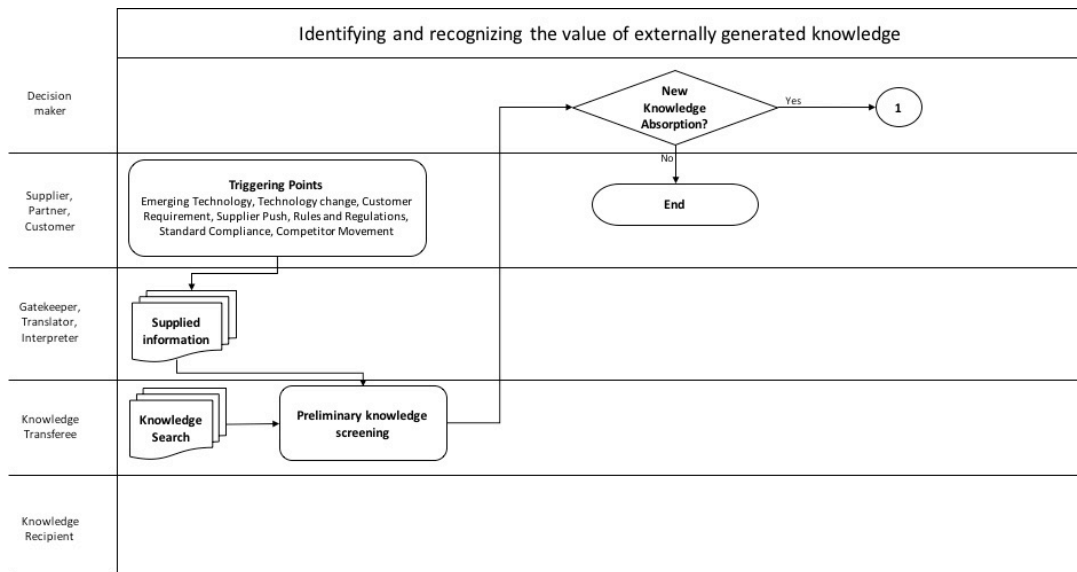 Identifying and recognizing the value of externally generated knowledge
Decision
maker
New
Knowledge
Absorption?
Yes
1
No
Supplier,
Partner,
Customer
Triggering Points
Emerging Technology, Technology change, Customer
Requirement, Supplier Push, Rules and Regulations,
Standard Compliance, Competitor Movement
End
Gatekeeper,
Translator,
Interpreter
Supplied
information
Knowledge
Transferee
Knowledge
Search
Preliminary knowledge
screening
Knowledge
Recipient